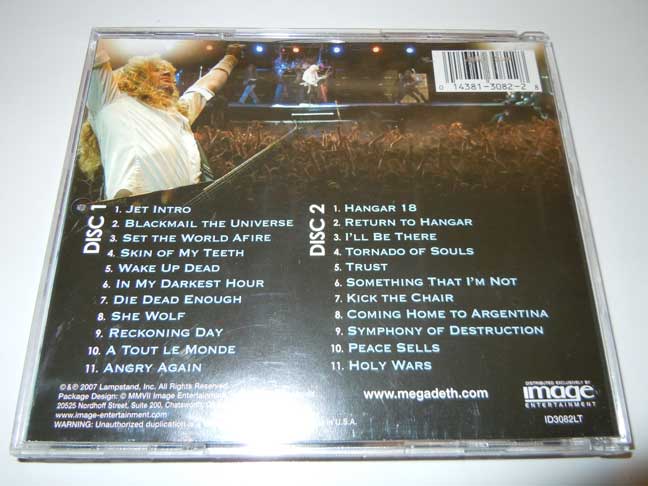 0 14381-3082-2 8
DISC 1
1. JET INTRO
2. BLACKMAIL THE UNIVERSE
3. SET THE WORLD AFIRE
4. SKIN OF MY TEETH
5. WAKE UP DEAD
6. IN MY DARKEST HOUR
7. DIE DEAD ENOUGH
8. SHE WOLF
9. RECKONING DAY
10. A TOUT LE MONDE
11. ANGRY AGAIN
DISC 2
1. HANGAR 18
2. RETURN TO HANGAR
3. I'LL BE THERE
4. TORNADO OF SOULS
5. TRUST
6. SOMETHING THAT I'M NOT
7. KICK THE CHAIR
8. COMING HOME TO ARGENTINA
9. SYMPHONY OF DESTRUCTION
10. PEACE SELLS
11. HOLY WARS
℗&© 2007 Lampstand, Inc. All Rights Reserved.
Package Design: © MMVII Image Entertainment,
20525 Nordhoff Street, Suite 200, Chatsworth,
www.image-entertainment.com
WARNING: Unauthorized duplication is a in U.S.A.
www.megadeth.com
DISTRIBUTED EXCLUSIVELY BY
image
ENTERTAINMENT
ID3082LT